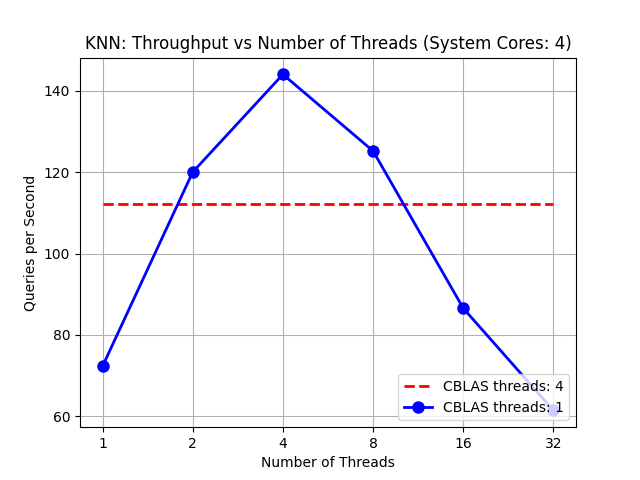 KNN: Throughput vs Number of Threads (System Cores: 4)
Queries per Second
140
120
100
80
60
CBLAS threads: 4
CBLAS threads: 1
1 2 4 8 16 32
Number of Threads